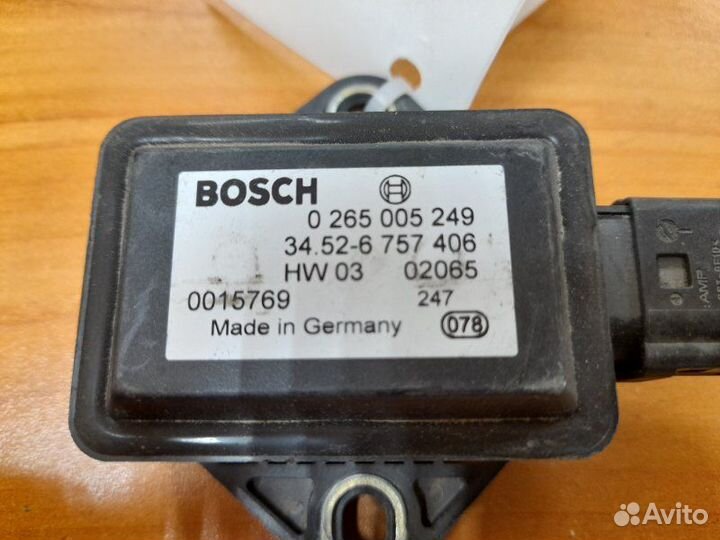 BOSCH
0 265 005 249
34.52-6 757 406
HW 03 02065
0015769 247
Made in Germany 078
AMP
Avito